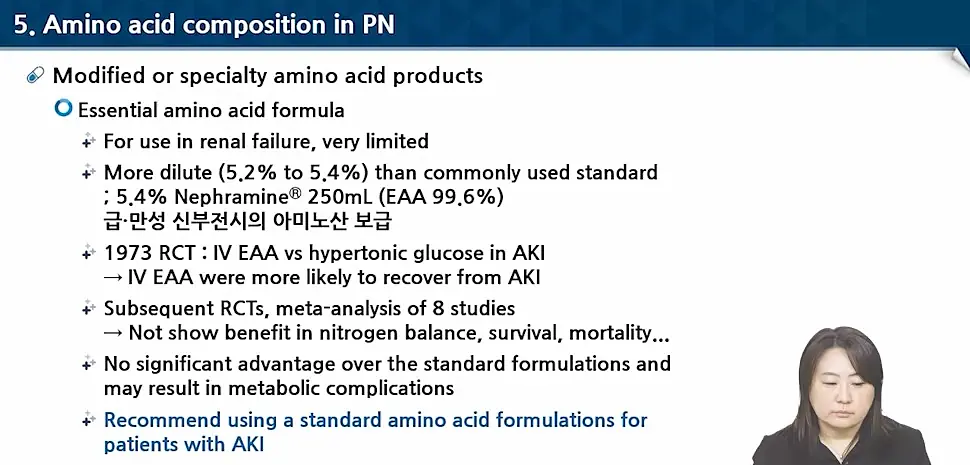 5. Amino acid composition in PN
Modified or specialty amino acid products
Essential amino acid formula
For use in renal failure, very limited
More dilute (5.2% to 5.4%) than commonly used standard
; 5.4% Nephramine® 250mL (EAA 99.6%)
급·만성 신부전시의 아미노산 보급
1973 RCT : IV EAA vs hypertonic glucose in AKI
→ IV EAA were more likely to recover from AKI
Subsequent RCTs, meta-analysis of 8 studies
→ Not show benefit in nitrogen balance, survival, mortality...
No significant advantage over the standard formulations and
may result in metabolic complications
Recommend using a standard amino acid formulations for
patients with AKI